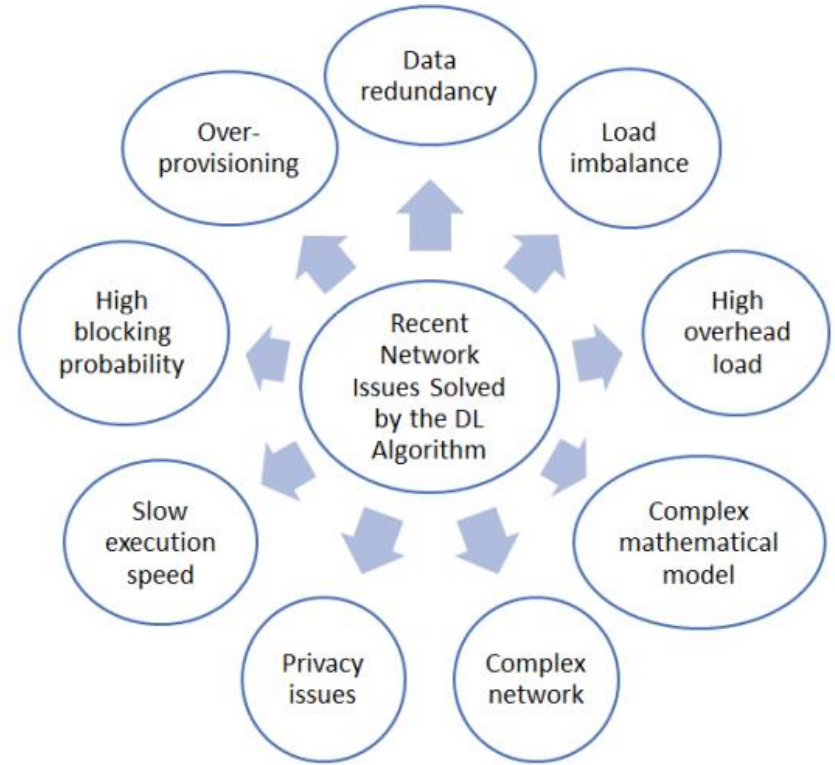 Data
redundancy
Load
imbalance
High
overhead
load
Complex
mathematical
model
Complex
network
Privacy
issues
Slow
execution
speed
High
blocking
probability
Over-
provisioning
Recent
Network
Issues Solved
by the DL
Algorithm